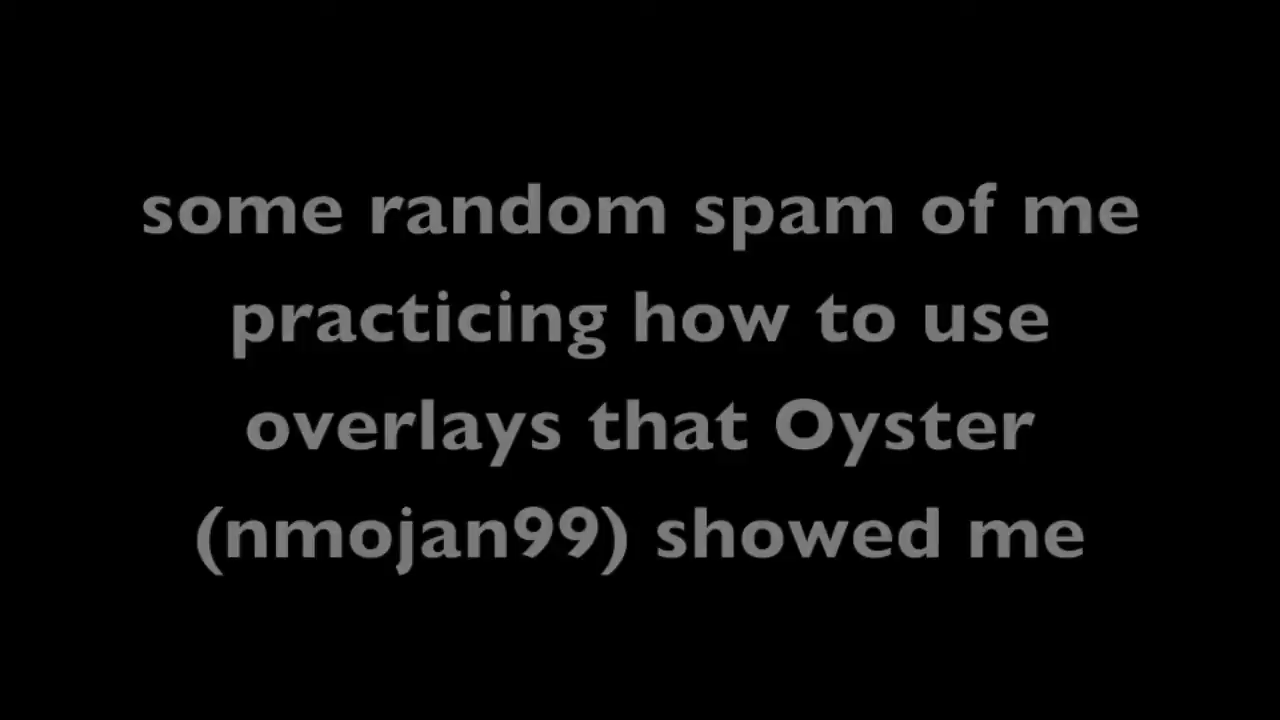 some random spam of me
practicing how to use
overlays that Oyster
(nmojan99) showed me